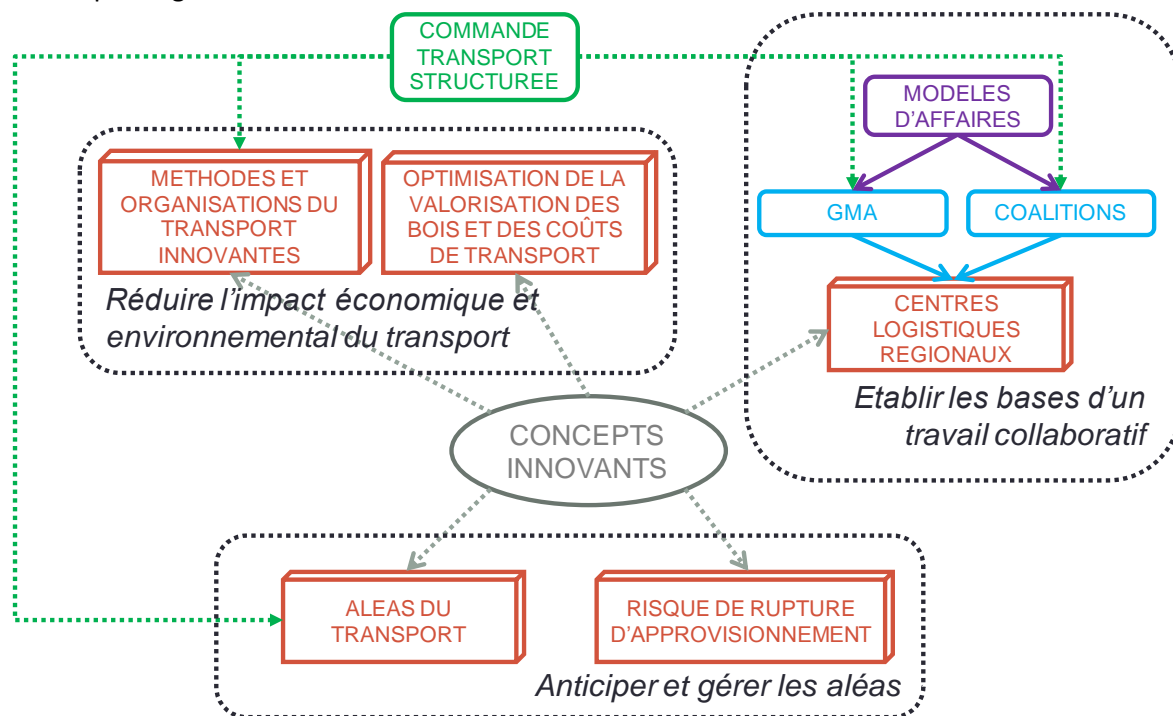 COMMANDE
TRANSPORT
STRUCTUREE
MODELES
D'AFFAIRES
METHODES ET
ORGANISATIONS DU
TRANSPORT
INNOVANTES
OPTIMISATION DE LA
VALORISATION DES
BOIS ET DES COÛTS
DE TRANSPORT
GMA
COALITIONS
Réduire l'impact économique et
environnemental du transport
CENTRES
LOGISTIQUES
REGIONAUX
Etablir les bases d'un
travail collaboratif
CONCEPTS
INNOVANTS
ALEAS DU
TRANSPORT
RISQUE DE RUPTURE
D'APPROVISIONNEMENT
Anticiper et gérer les aléas